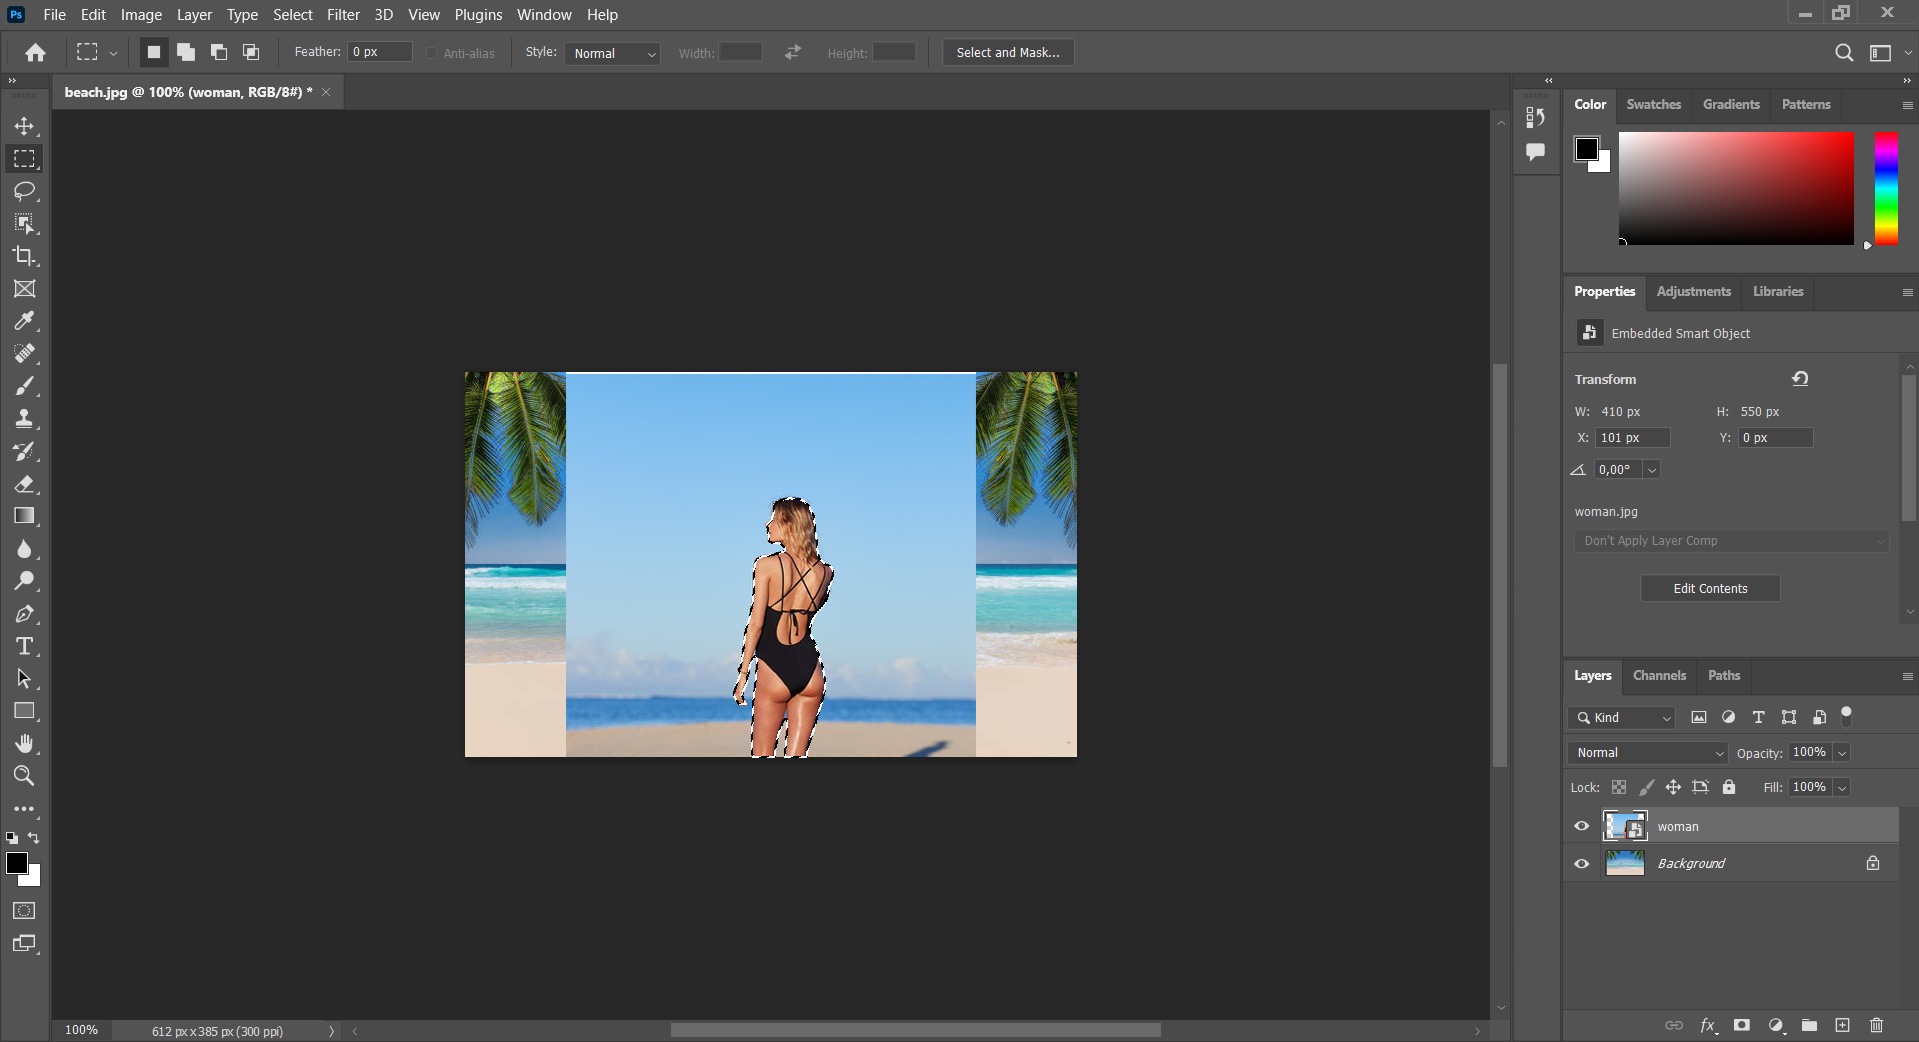 Ps File Edit Image Layer Type Select Filter 3D View Plugins Window Help
Feather: 0 px Anti-alias Style: Normal Width: Height: Select and Mask...
beach.jpg @ 100% (woman, RGB/8#) *
Color Swatches Gradients Patterns
Properties Adjustments Libraries
Embedded Smart Object
Transform
W: 410 px H: 550 px
X: 101 px Y: 0 px
0,00°
woman.jpg
Don't Apply Layer Comp
Edit Contents
Layers Channels Paths
Kind
Normal Opacity: 100%
Lock: Fill: 100%
woman
Background
fx
100% 612 px x 385 px (300 ppi)